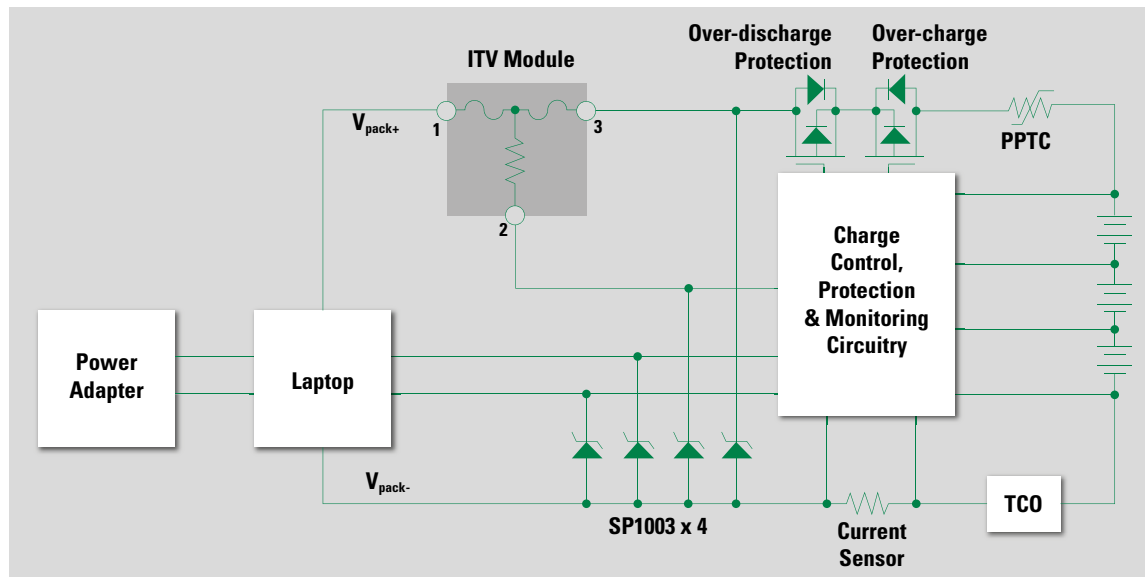 Over-discharge
Protection
Over-charge
Protection
ITV Module
Vpack+
1
3
PPTC
2
Charge
Control,
Protection
& Monitoring
Circuitry
Power
Adapter
Laptop
Vpack-
SP1003 x 4
Current
Sensor
TCO